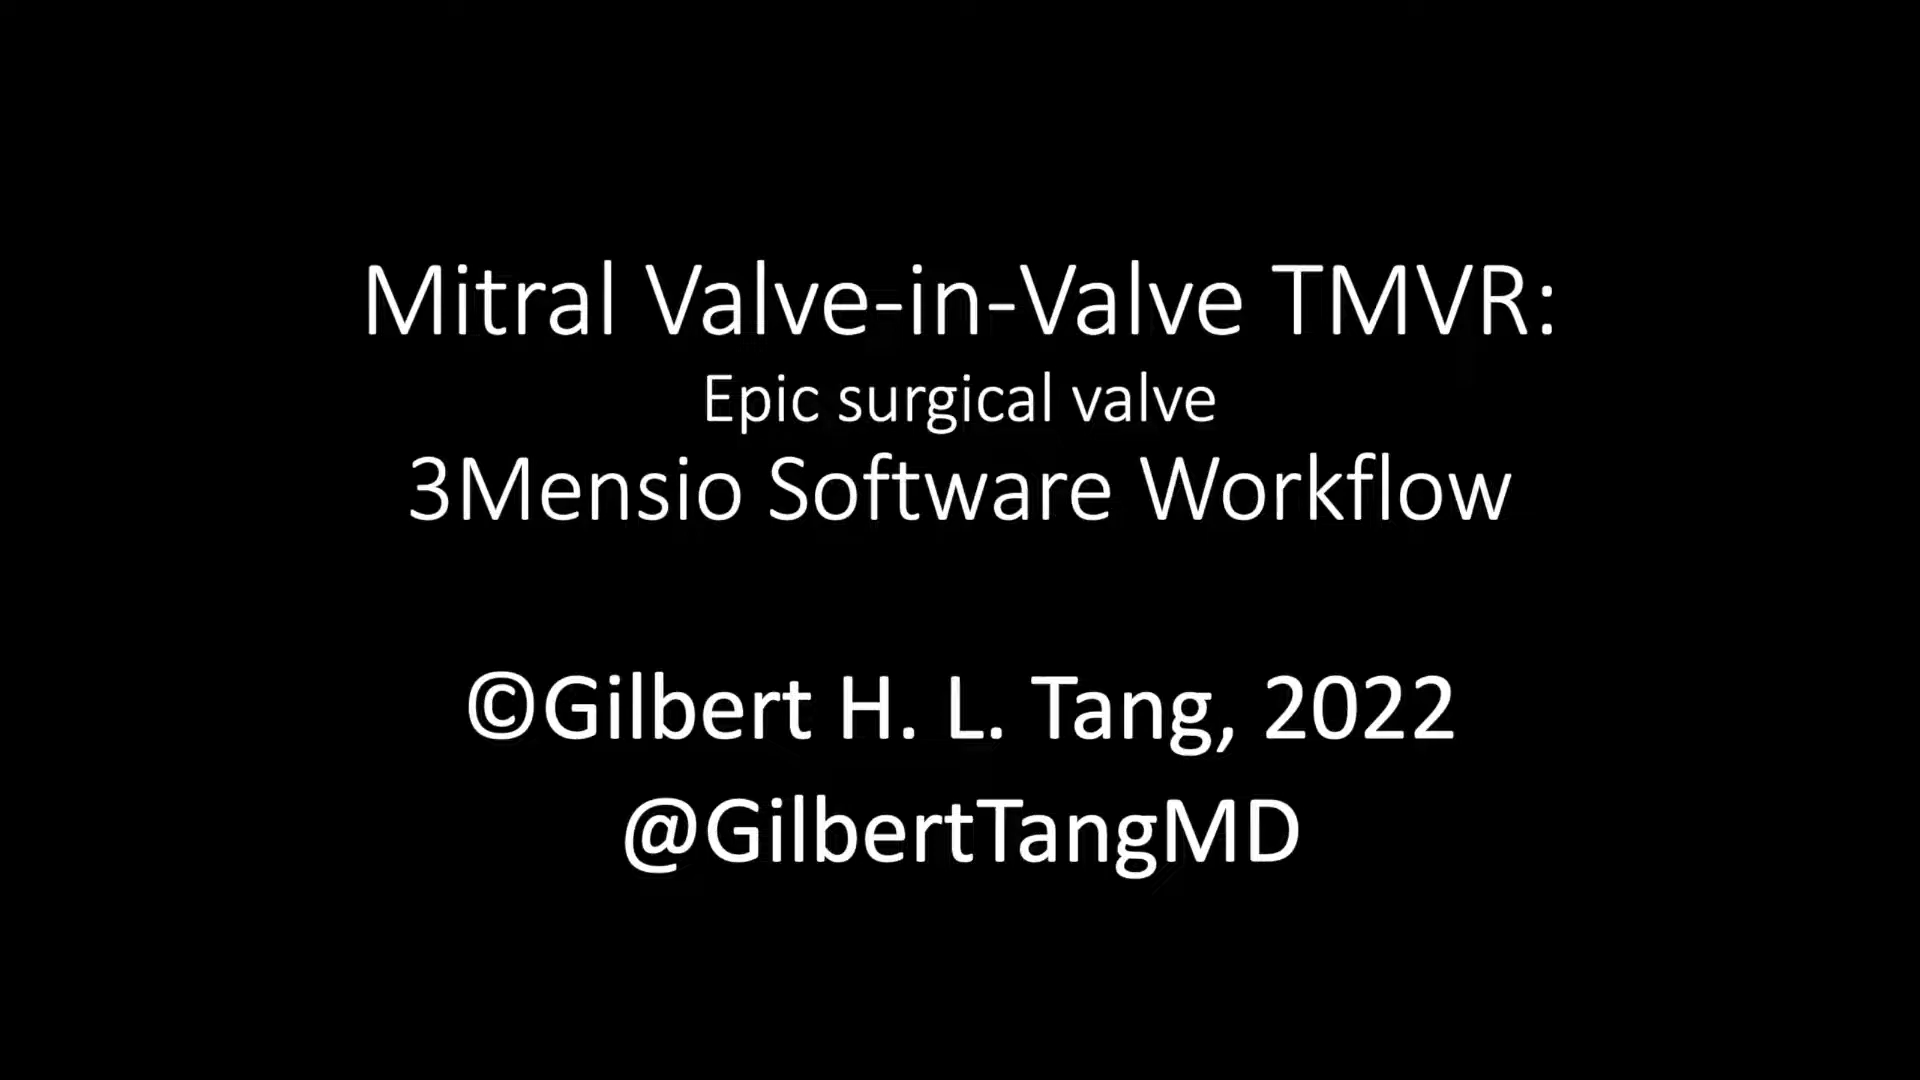 Mitral Valve-in-Valve TMVR:
Epic surgical valve
3Mensio Software Workflow
©Gilbert H. L. Tang, 2022
@GilbertTangMD